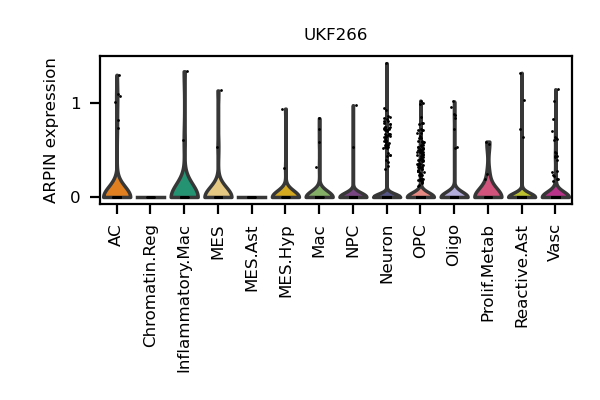 UKF266
ARPIN expression
1
0
AC
Chromatin.Reg
Inflammatory.Mac
MES
MES.Ast
MES.Hyp
Mac
NPC
Neuron
OPC
Oligo
Prolif.Metab
Reactive.Ast
Vasc